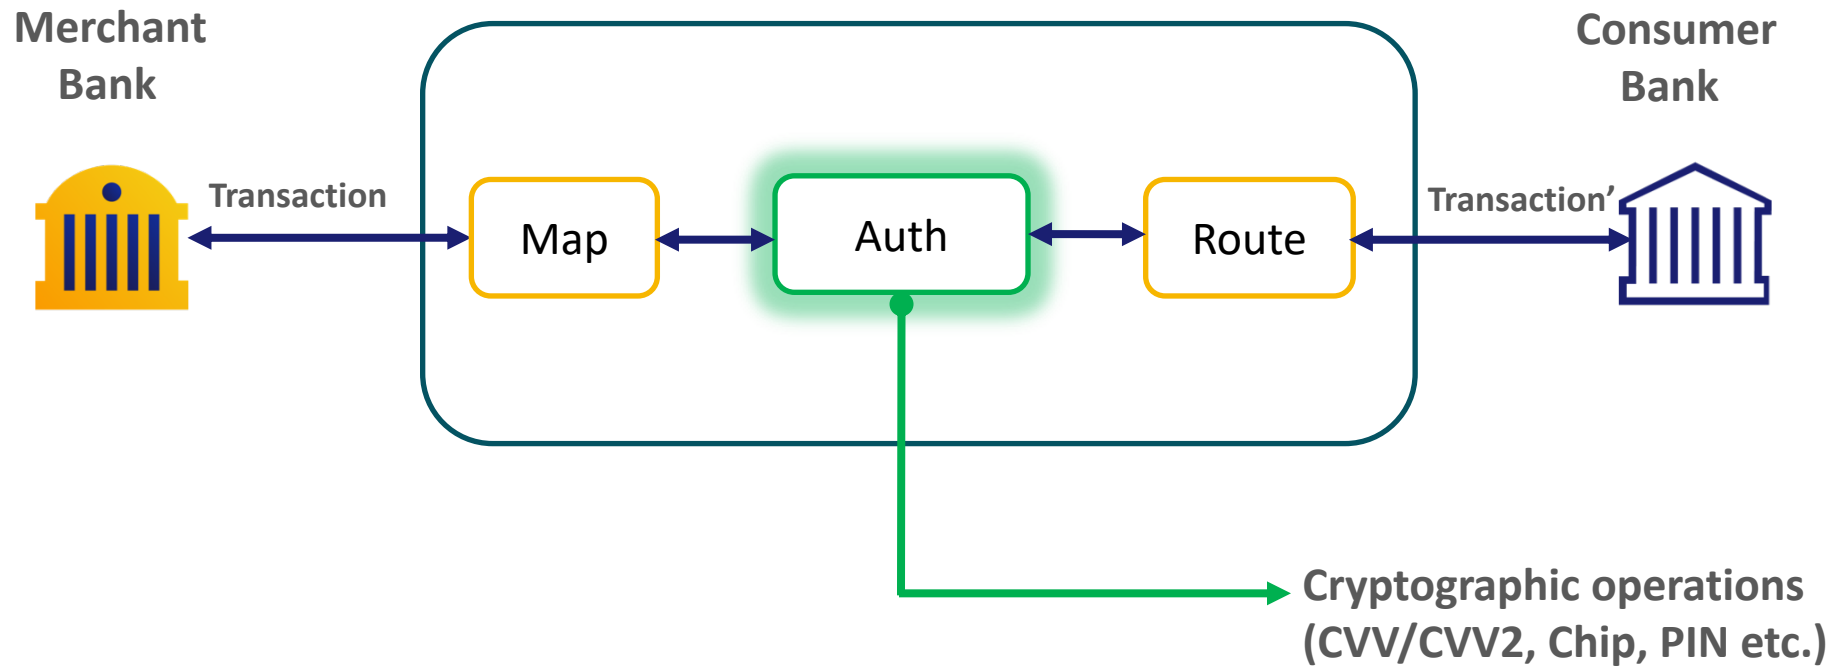 Merchant
Bank
Consumer
Bank
Transaction
Map
Auth
Route
Transaction’
Cryptographic operations
(CVV/CVV2, Chip, PIN etc.)